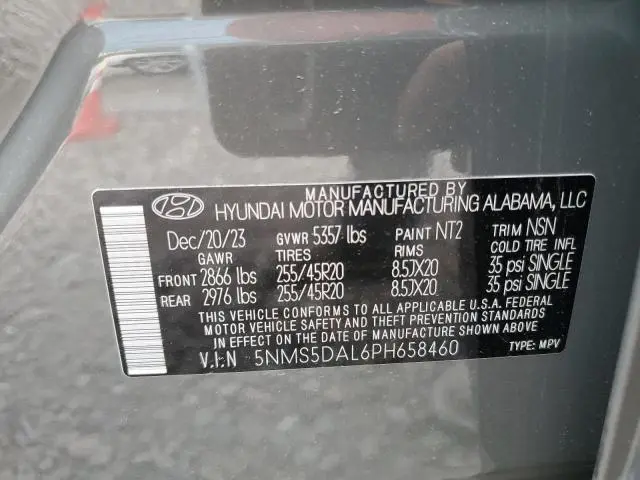 MANUFACTURED BY
HYUNDAI MOTOR MANUFACTURING ALABAMA, LLC
Dec/20/23 GVWR 5357 lbs PAINT NT2 TRIM NSN
GAWR TIRES RIMS COLD TIRE INFL
FRONT 2866 lbs 255/45R20 8.5JX20 35 psi SINGLE
REAR 2976 lbs 255/45R20 8.5JX20 35 psi SINGLE
THIS VEHICLE CONFORMS TO ALL APPLICABLE U.S.A. FEDERAL
MOTOR VEHICLE SAFETY BUMPER, AND THEFT PREVENTION STANDARDS
IN EFFECT ON THE DATE OF MANUFACTURE SHOWN ABOVE.
V.I.N 5NMS5DAL6PH658460 TYPE: MPV